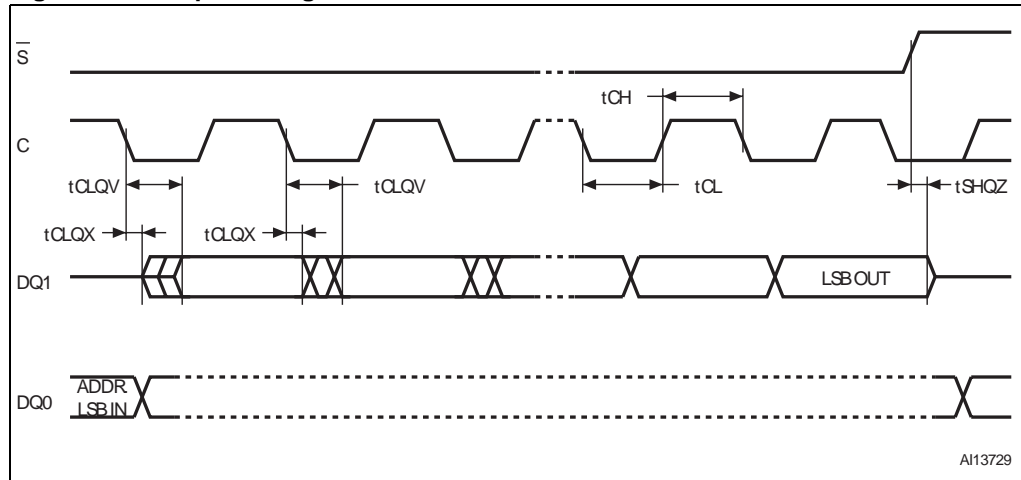 S
tCH
C
tCLQV
tCLQV
tCL
tSHQZ
tCLQX
tCLQX
DQ1
LSB OUT
ADDR.
LSB IN
DQ0
AI13729